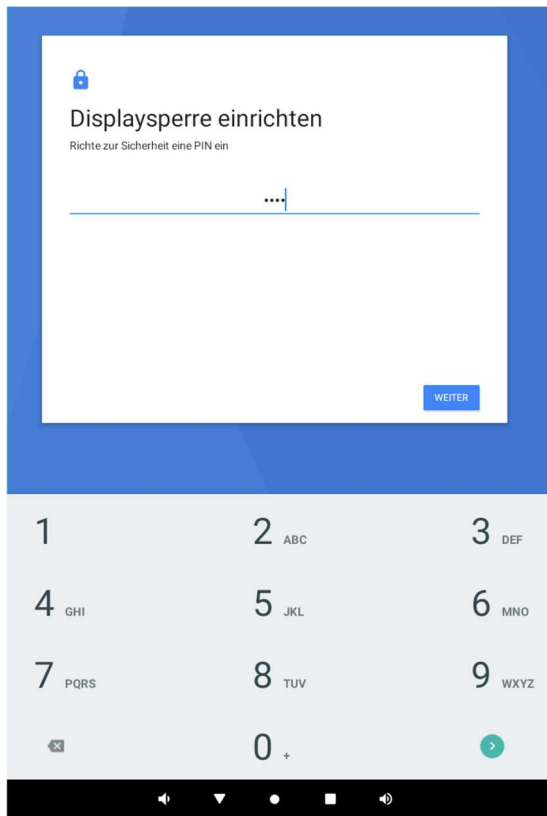 Displaysperre einrichten
Richte zur Sicherheit eine PIN ein
••••
WEITER
1
2 ABC
3 DEF
4 GHI
5 JKL
6 MNO
7 PQRS
8 TUV
9 WXYZ
0 +